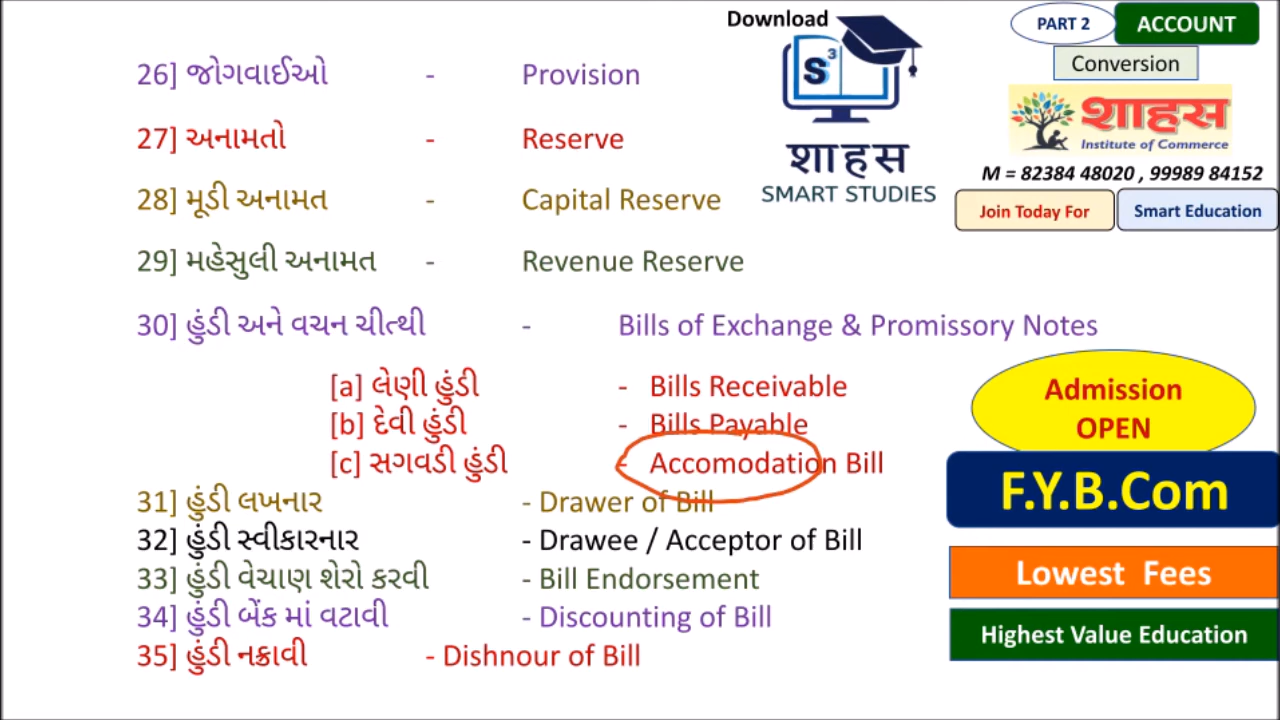 Download
PART 2
ACCOUNT
Conversion
S3
शाहस
SMART STUDIES
शाहस
Institute of Commerce
M = 82384 48020 , 99989 84152
Join Today For
Smart Education
26] જોગવાઈઓ - Provision
27] અનામતો - Reserve
28] મૂડી અનામત - Capital Reserve
29] મહેસુલી અનામત - Revenue Reserve
30] હુંડી અને વચન ચીત્થી - Bills of Exchange & Promissory Notes
[a] લેણી હુંડી - Bills Receivable
[b] દેવી હુંડી - Bills Payable
[c] સગવડી હુંડી - Accomodation Bill
31] હુંડી લખનાર - Drawer of Bill
32] હુંડી સ્વીકારનાર - Drawee / Acceptor of Bill
33] હુંડી વેચાણ શેરો કરવી - Bill Endorsement
34] હુંડી બેંક માં વટાવી - Discounting of Bill
35] હુંડી નક્રાવી - Dishnour of Bill
Admission
OPEN
F.Y.B.Com
Lowest Fees
Highest Value Education